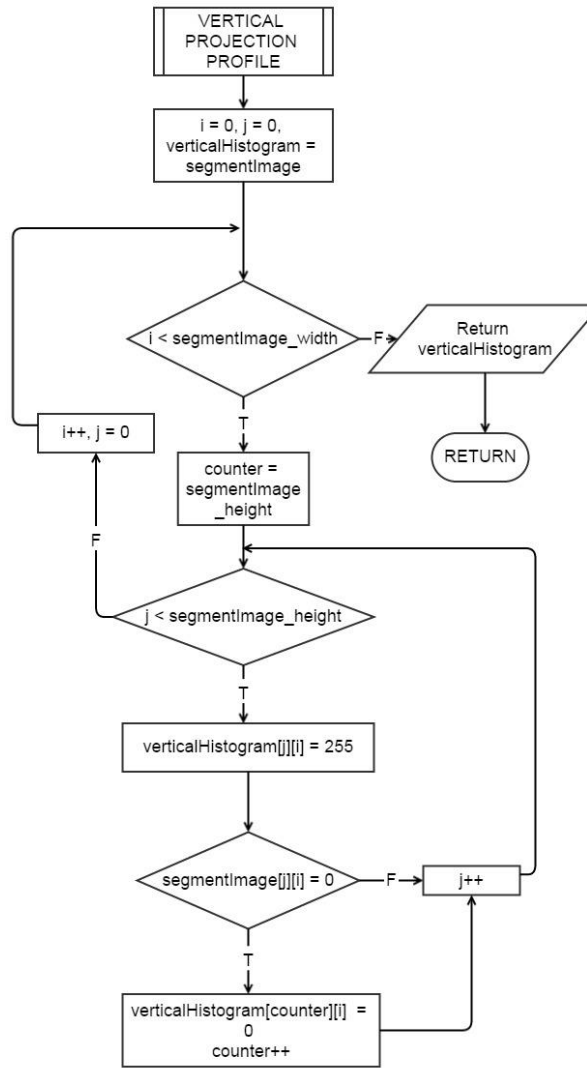 VERTICAL
PROJECTION
PROFILE
i = 0, j = 0,
verticalHistogram =
segmentImage
i < segmentImage_width
F
Return
verticalHistogram
T
i++, j = 0
RETURN
counter =
segmentImage
_height
F
j < segmentImage_height
T
verticalHistogram[j][i] = 255
segmentImage[j][i] = 0
F
j++
T
verticalHistogram[counter][i] =
0
counter++